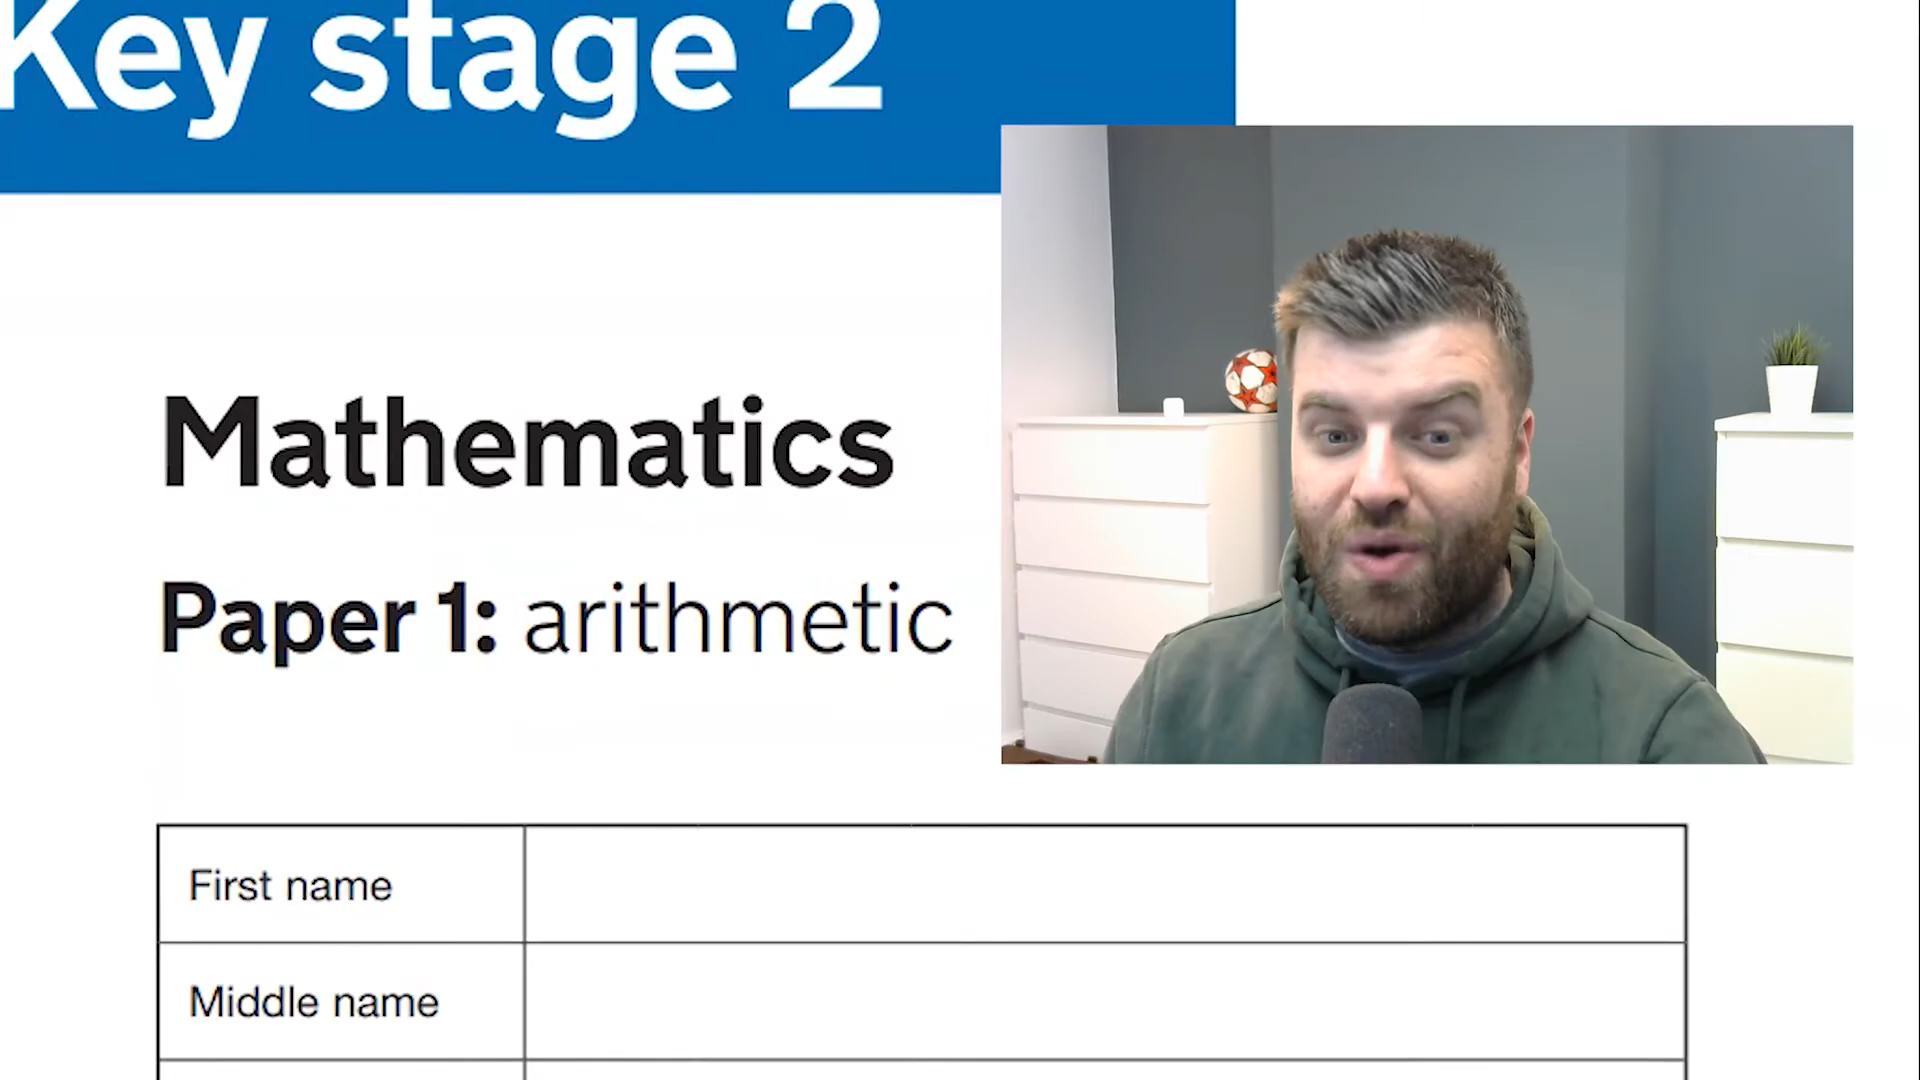 Key stage 2
Mathematics
Paper 1: arithmetic
First name
Middle name